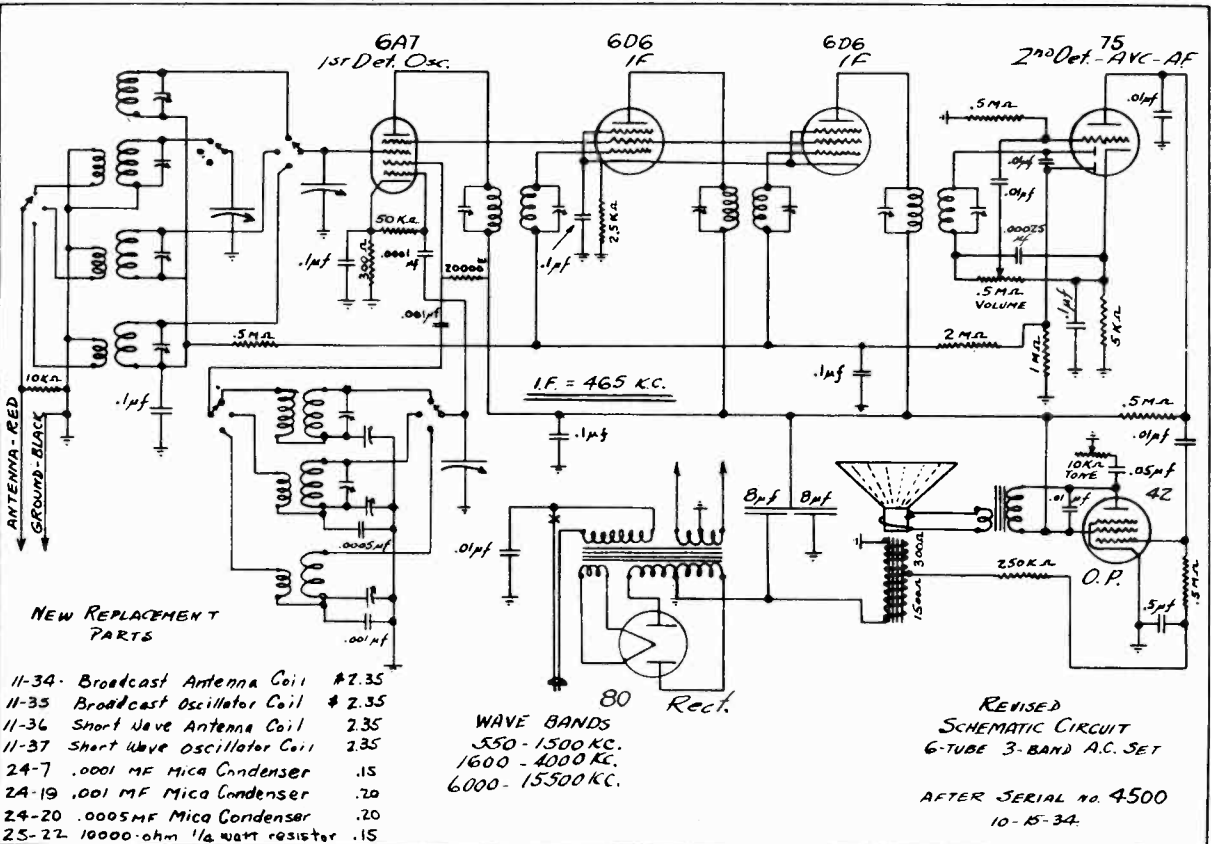 6A7
1st Det. Osc.
6D6
IF
6D6
IF
75
2nd Det.-AVC-AF
.5MΩ
.01µf
.01µf
.01µf
.00025
µf
.5MΩ
VOLUME
.1µf
5KΩ
50KΩ
.1µf
300Ω
.0001
µf
20000Ω
.1µf
2.5KΩ
.001µf
.5MΩ
2MΩ
1MΩ
.1µf
10KΩ
.1µf
I.F. = 465 K.C.
.1µf
.5MΩ
.01µf
ANTENNA-RED
GROUND-BLACK
10KΩ
TONE
.05µf
42
.01µf
O.P.
8µf
8µf
300Ω
1500Ω
250KΩ
.5MΩ
.5µf
.01µf
.0005µf
.001µf
80 Rect.
NEW REPLACEMENT
PARTS
11-34- Broadcast Antenna Coil $2.35
11-35 Broadcast Oscillator Coil $2.35
11-36 Short Wave Antenna Coil 2.35
11-37 Short Wave Oscillator Coil 2.35
24-7 .0001 MF Mica Condenser .15
24-19 .001 MF Mica Condenser .20
24-20 .0005MF Mica Condenser .20
25-22 10000-ohm 1/4 watt resistor .15
WAVE BANDS
550-1500 KC.
1600-4000 KC.
6000-15500 KC.
REVISED
SCHEMATIC CIRCUIT
6-TUBE 3-BAND A.C. SET
AFTER SERIAL NO. 4500
10-15-34